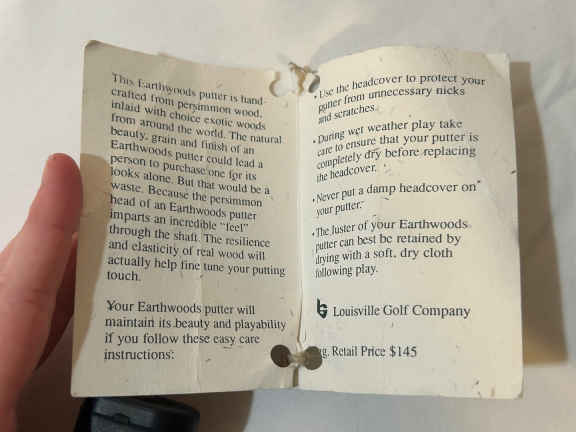 This Earthwoods putter is hand-
crafted from persimmon wood,
inlaid with choice exotic woods
from around the world. The natural
beauty, grain and finish of an
Earthwoods putter could lead a
person to purchase one for its
looks alone. But that would be a
waste. Because the persimmon
head of an Earthwoods putter
imparts an incredible "feel"
through the shaft. The resilience
and elasticity of real wood will
actually help fine tune your putting
touch.
Your Earthwoods putter will
maintain its beauty and playability
if you follow these easy care
instructions:
• Use the headcover to protect your
putter from unnecessary nicks
and scratches.
• During wet weather play take
care to ensure that your putter is
completely dry before replacing
the headcover.
• Never put a damp headcover on
your putter.
• The luster of your Earthwoods
putter can best be retained by
drying with a soft, dry cloth
following play.
Louisville Golf Company
Retail Price $145